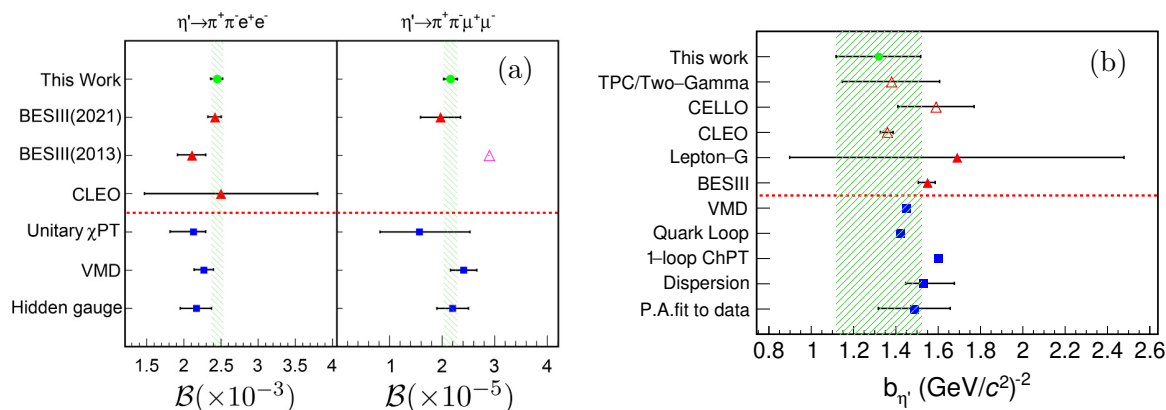 η'→π⁺π⁻e⁺e⁻
η'→π⁺π⁻μ⁺μ⁻
(a)
This Work
BESIII(2021)
BESIII(2013)
CLEO
Unitary χPT
VMD
Hidden gauge
1.5 2 2.5 3 3.5 4
1 2 3 4
B(×10⁻³)
B(×10⁻⁵)
(b)
This work
TPC/Two–Gamma
CELLO
CLEO
Lepton–G
BESIII
VMD
Quark Loop
1–loop ChPT
Dispersion
P.A.fit to data
0.8 1 1.2 1.4 1.6 1.8 2 2.2 2.4 2.6
b_η' (GeV/c²)⁻²